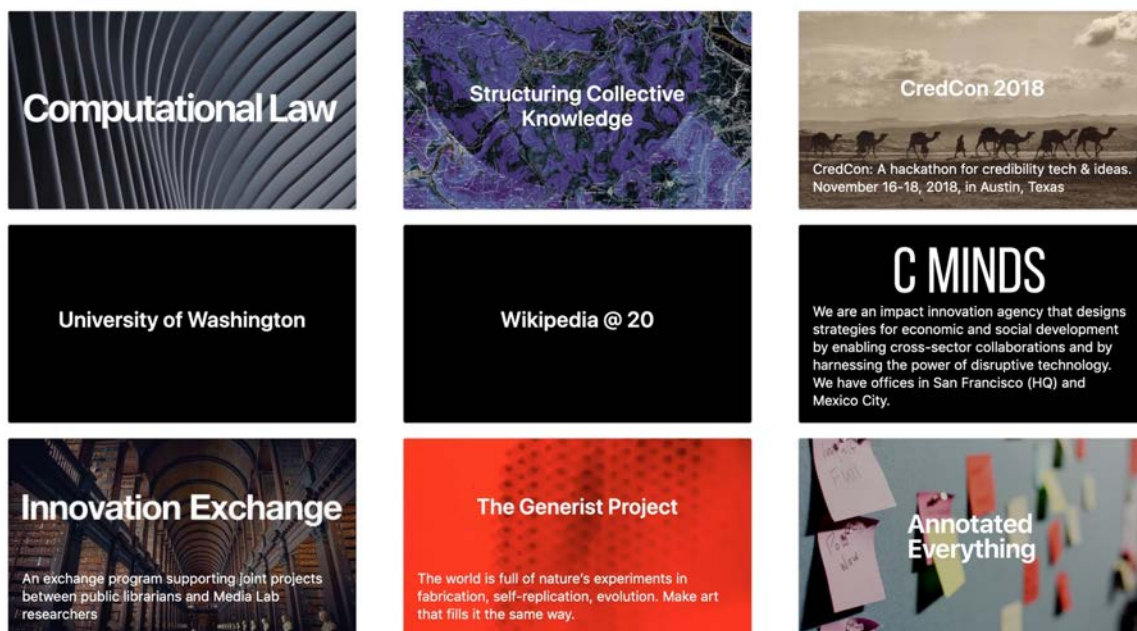 Computational Law
Structuring Collective
Knowledge
CredCon 2018
CredCon: A hackathon for credibility tech & ideas.
November 16-18, 2018, in Austin, Texas
University of Washington
Wikipedia @ 20
C MINDS
We are an impact innovation agency that designs
strategies for economic and social development
by enabling cross-sector collaborations and by
harnessing the power of disruptive technology.
We have offices in San Francisco (HQ) and
Mexico City.
Innovation Exchange
An exchange program supporting joint projects
between public librarians and Media Lab
researchers
The Generist Project
The world is full of nature's experiments in
fabrication, self-replication, evolution. Make art
that fills it the same way.
Annotated
Everything
Full
Now